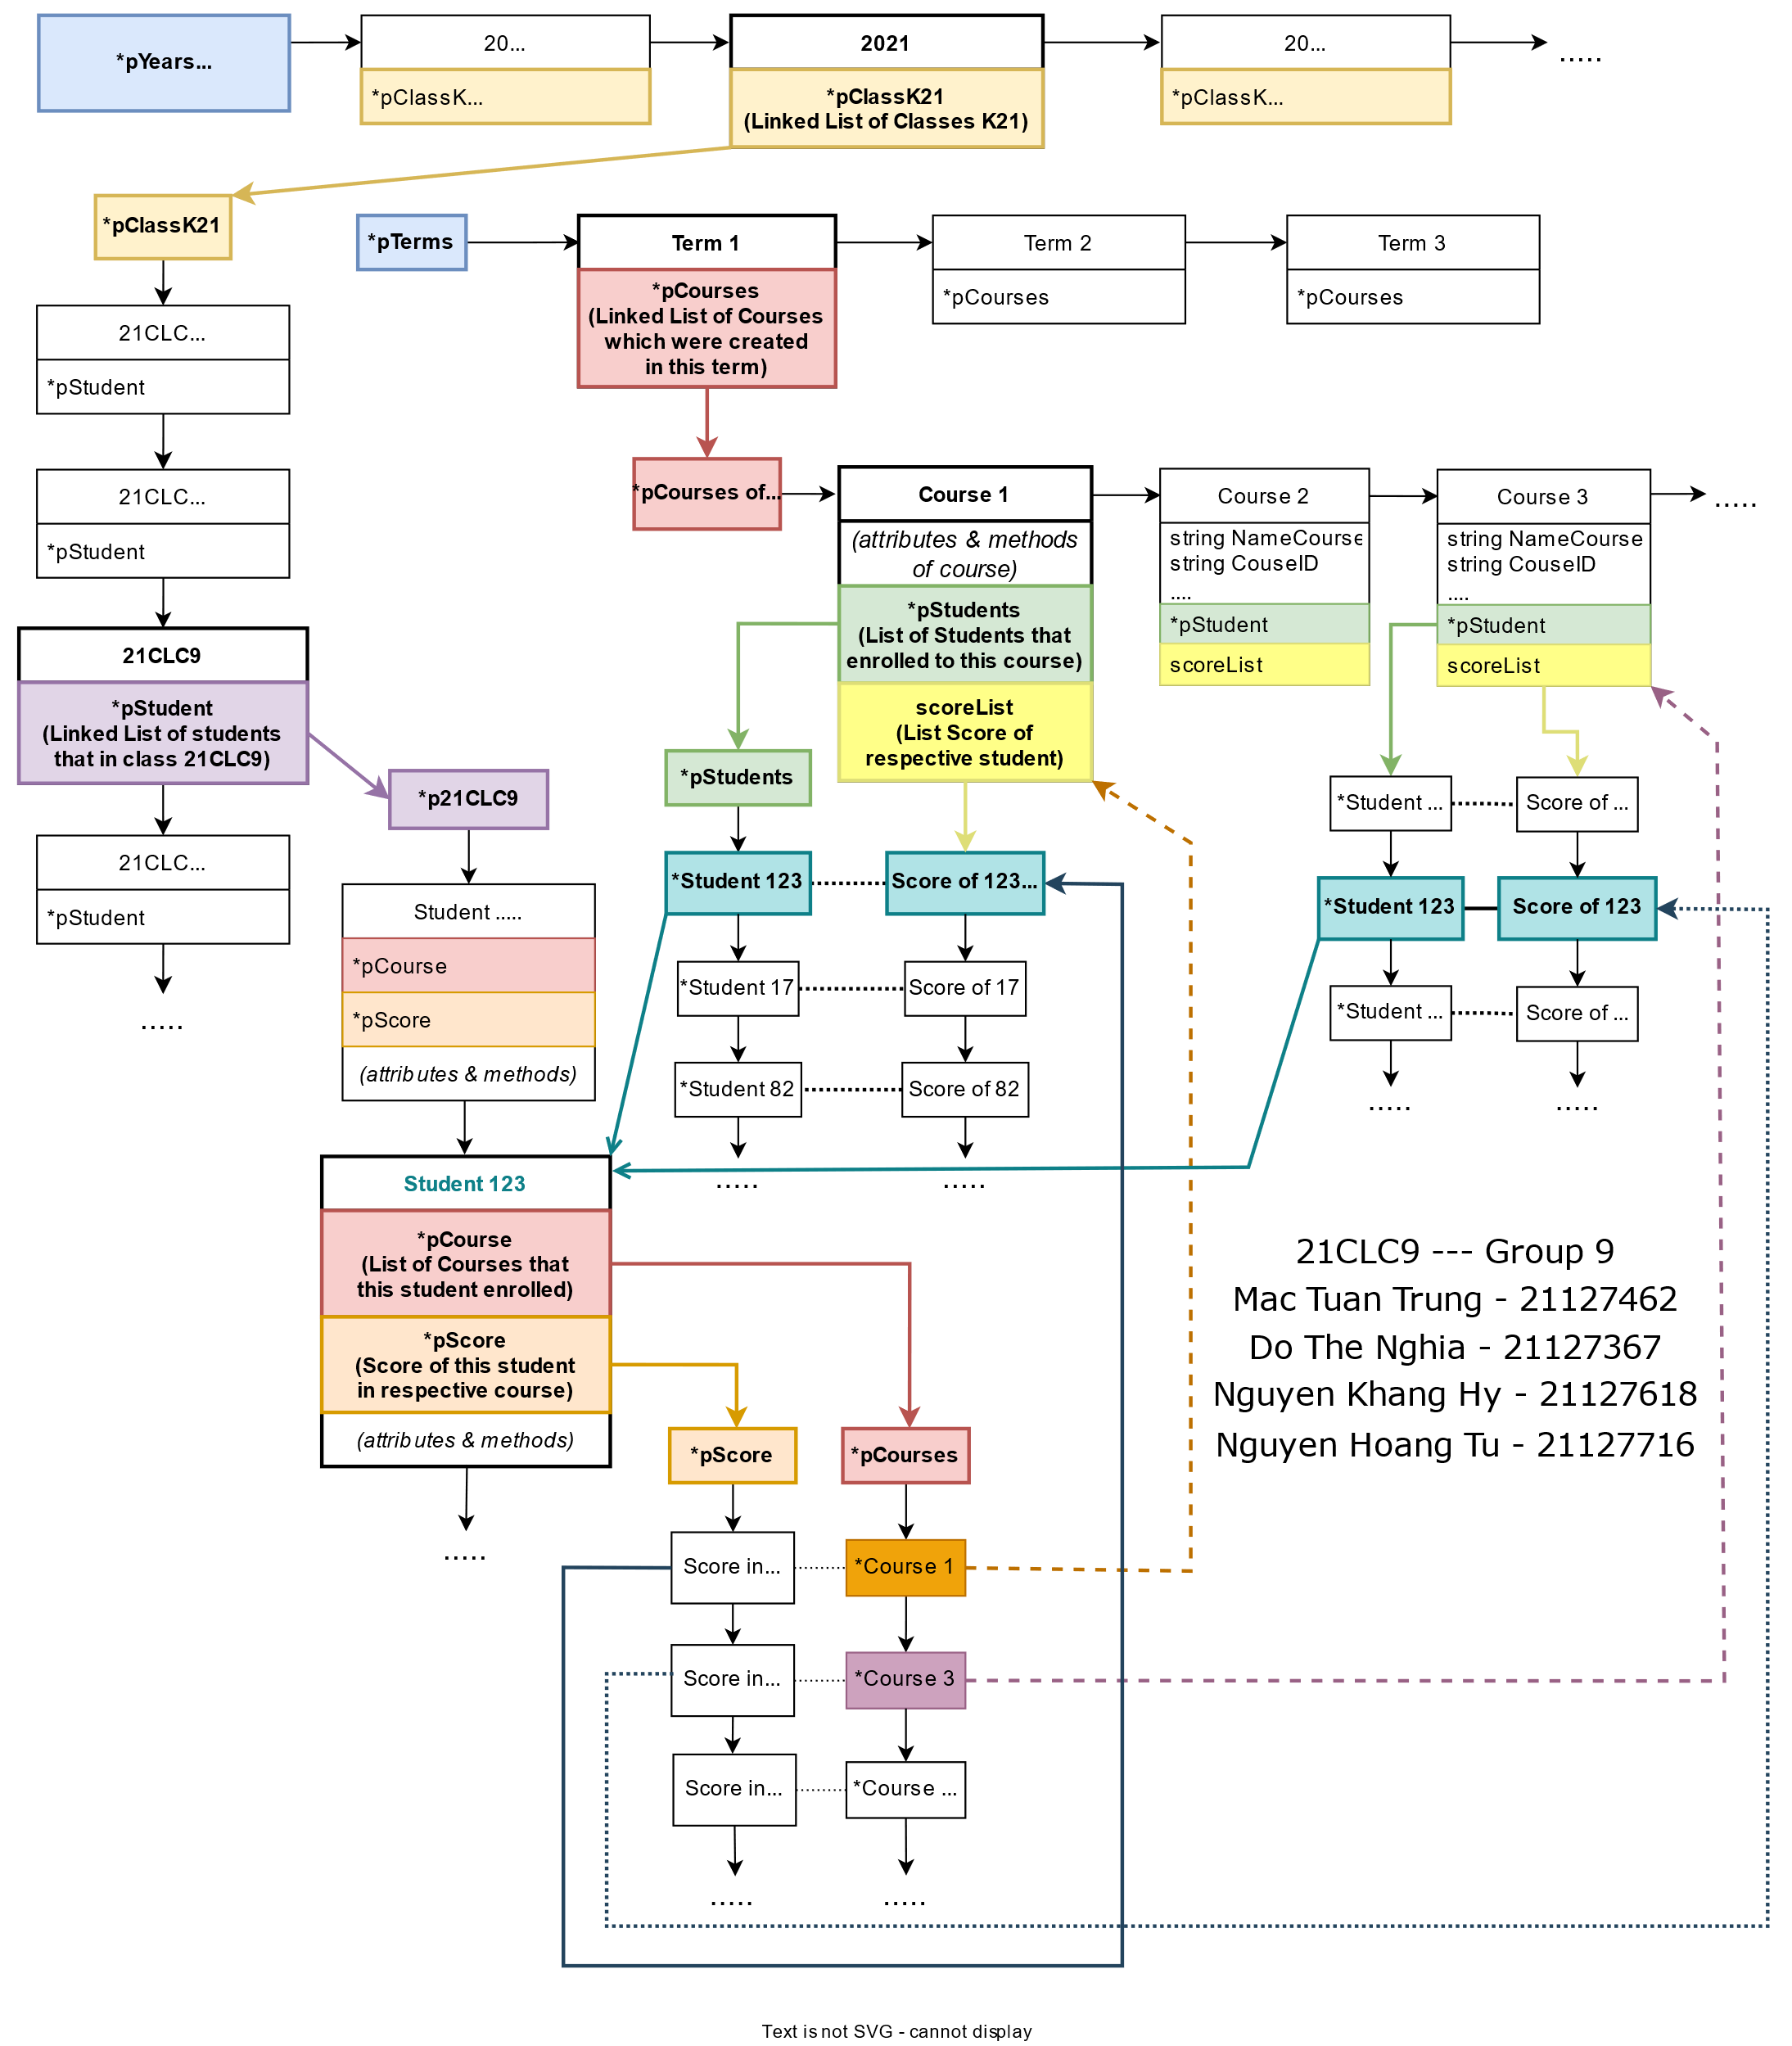 *pYears...
20...
*pClassK...
2021
*pClassK21
(Linked List of Classes K21)
20...
*pClassK...
.....
*pClassK21
21CLC...
*pStudent
21CLC...
*pStudent
21CLC9
*pStudent
(Linked List of students
that in class 21CLC9)
21CLC...
*pStudent
.....
*pTerms
Term 1
*pCourses
(Linked List of Courses
which were created
in this term)
Term 2
*pCourses
Term 3
*pCourses
*pCourses of...
Course 1
(attributes & methods
of course)
*pStudents
(List of Students that
enrolled to this course)
scoreList
(List Score of
respective student)
Course 2
string NameCourse
string CouseID
....
*pStudent
scoreList
Course 3
string NameCourse
string CouseID
....
*pStudent
scoreList
.....
*p21CLC9
Student .....
*pCourse
*pScore
(attributes & methods)
*pStudents
*Student 123
Score of 123...
*Student 17
Score of 17
*Student 82
Score of 82
.....
.....
*Student ...
Score of ...
*Student 123
Score of 123
*Student ...
Score of ...
.....
.....
Student 123
*pCourse
(List of Courses that
this student enrolled)
*pScore
(Score of this student
in respective course)
(attributes & methods)
.....
21CLC9 --- Group 9
Mac Tuan Trung - 21127462
Do The Nghia - 21127367
Nguyen Khang Hy - 21127618
Nguyen Hoang Tu - 21127716
*pScore
*pCourses
Score in...
*Course 1
Score in...
*Course 3
Score in...
*Course ...
.....
.....
Text is not SVG - cannot display